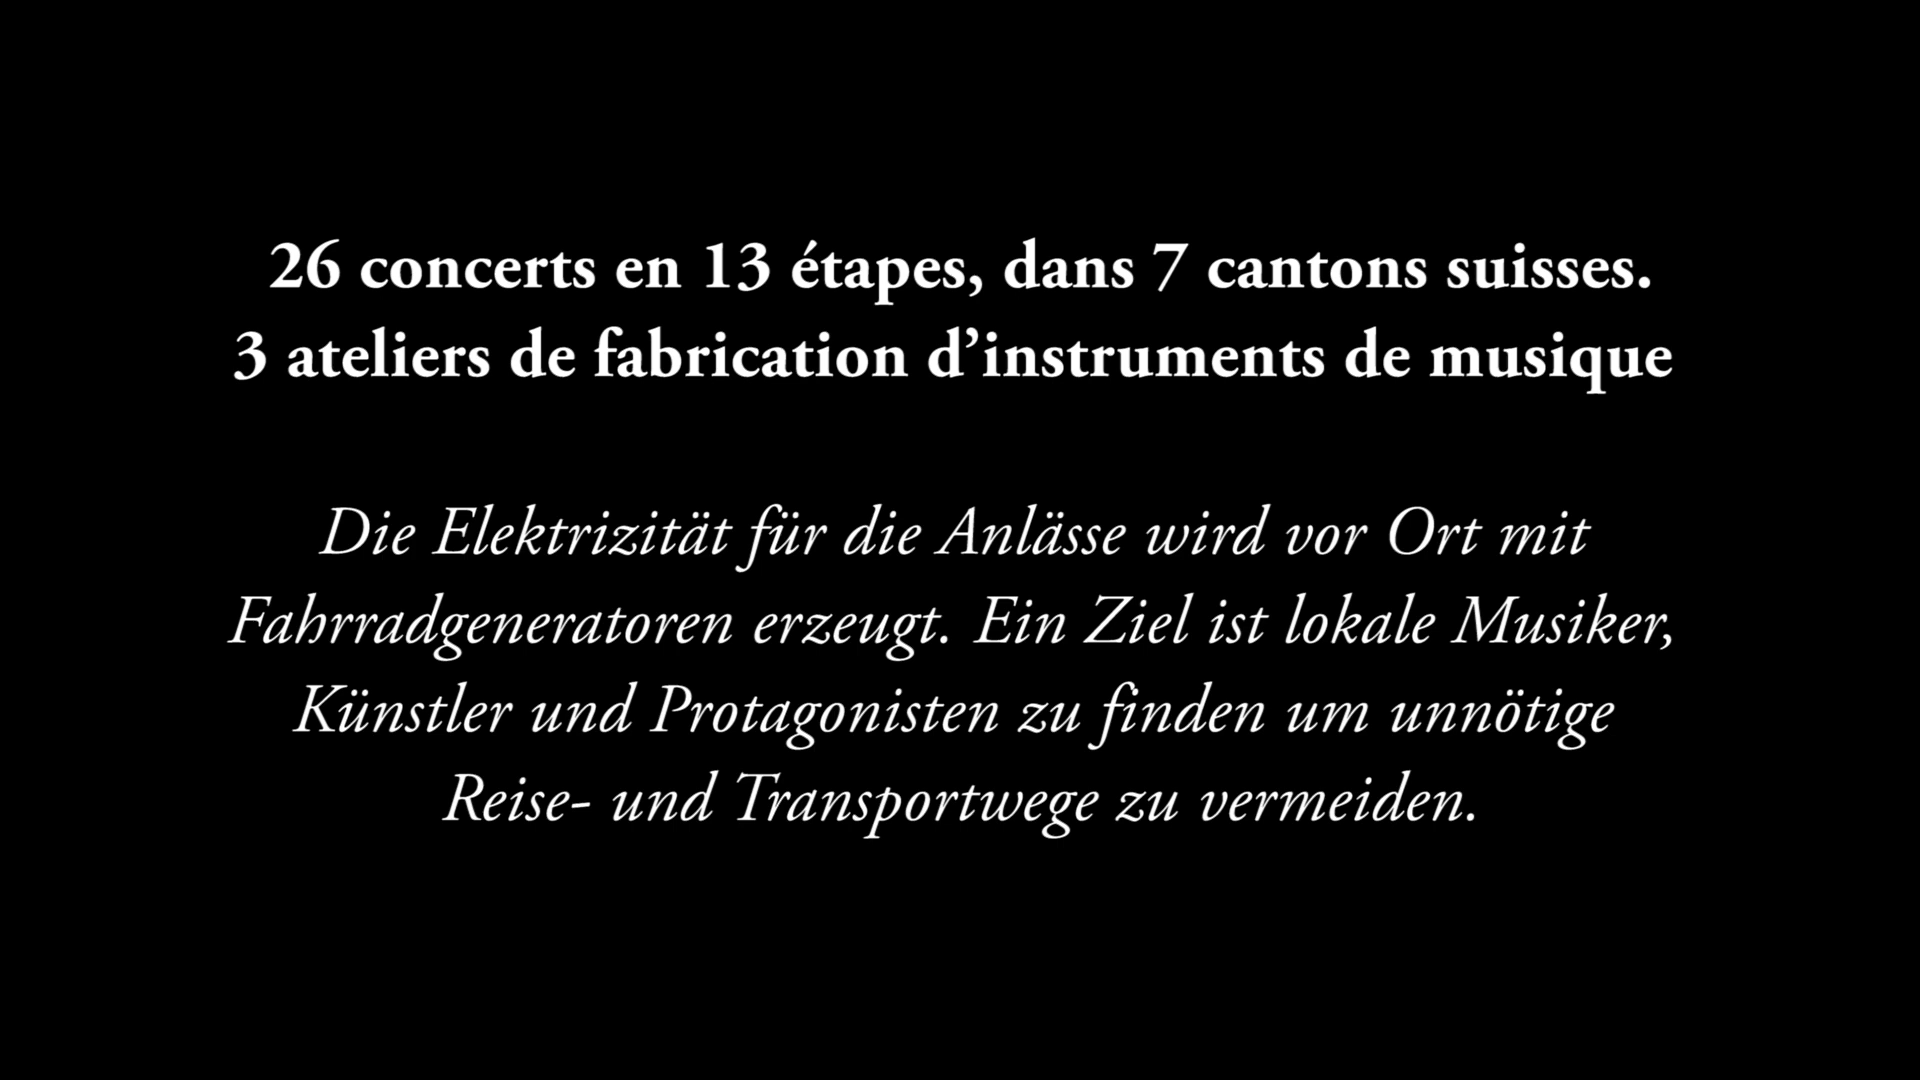 26 concerts en 13 étapes, dans 7 cantons suisses.
3 ateliers de fabrication d’instruments de musique
Die Elektrizität für die Anlässe wird vor Ort mit
Fahrradgeneratoren erzeugt. Ein Ziel ist lokale Musiker,
Künstler und Protagonisten zu finden um unnötige
Reise- und Transportwege zu vermeiden.